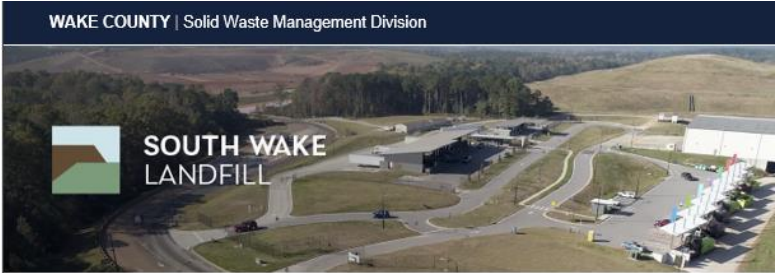 WAKE COUNTY | Solid Waste Management Division
SOUTH WAKE
LANDFILL